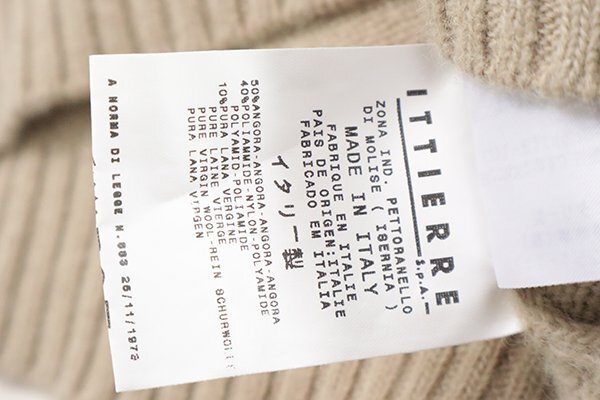 ITTIERRE
S.p.A.
ZONA IND. PETTORANELLO
DI MOLISE ( ISERNIA )
MADE IN ITALY
FABRIQUE EN ITALIE
PAIS DE ORIGEN:ITALIE
FABRICADO EM ITALIA
イタリー製
50%ANGORA-ANGORA-ANGORA-ANGORA
40%POLIAMMIDE-NYLON-POLYAMIDE
POLYAMID-POLIAMIDE
10%PURA LANA VERGINE
PURE LAINE VIERGE
PURE VIRGIN WOOL-REIN SCHURWOLLE
PURA LANA VIRGEN
A NORMA DI LEGGE N.883 26/11/1973